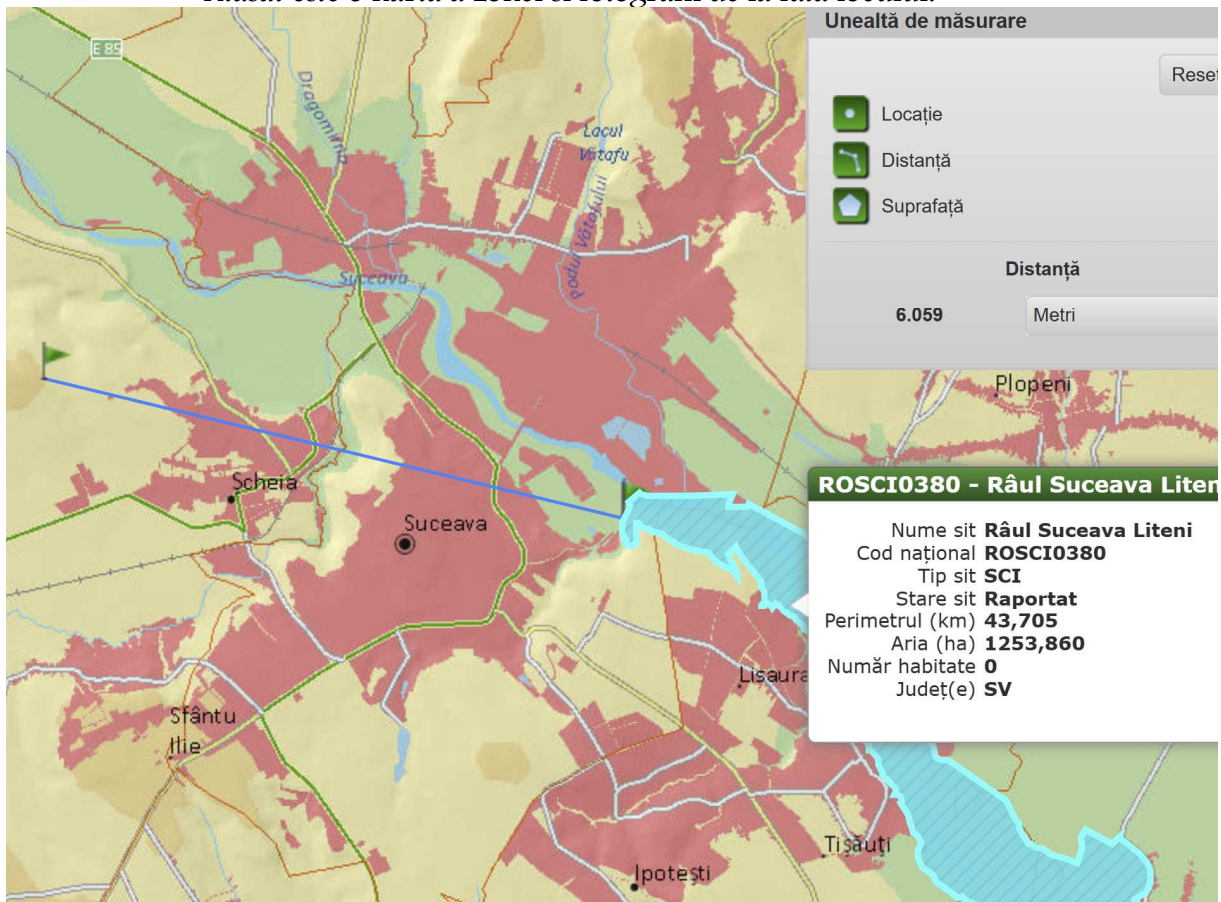 Unealtă de măsurare
Reset
Locație
Distanță
Suprafață
Distanță
6.059 Metri
E 85
Dragomirna
Lacul
Vătafu
Podul Vătafului
Suceava
Plopeni
Scheia
Suceava
ROSCI0380 - Râul Suceava Liteni
Nume sit Râul Suceava Liteni
Cod național ROSCI0380
Tip sit SCI
Stare sit Raportat
Perimetrul (km) 43,705
Aria (ha) 1253,860
Număr habitate 0
Județ(e) SV
Lisaura
Sfântu
Ilie
Tișăuți
Ipotești